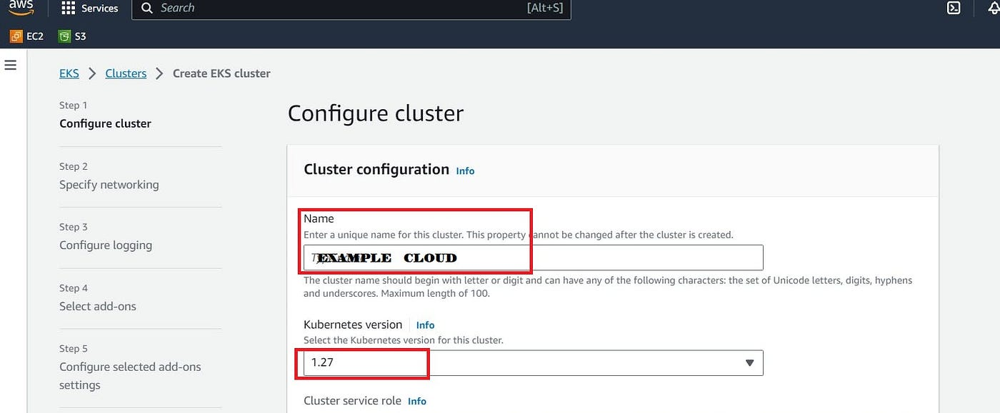 aws
Services
Search
[Alt+S]
EC2
S3
EKS
Clusters
Create EKS cluster
Step 1
Configure cluster
Step 2
Specify networking
Step 3
Configure logging
Step 4
Select add-ons
Step 5
Configure selected add-ons
settings
Configure cluster
Cluster configuration Info
Name
Enter a unique name for this cluster. This property cannot be changed after the cluster is created.
EXAMPLE CLOUD
The cluster name should begin with letter or digit and can have any of the following characters: the set of Unicode letters, digits, hyphens
and underscores. Maximum length of 100.
Kubernetes version Info
Select the Kubernetes version for this cluster.
1.27
Cluster service role Info